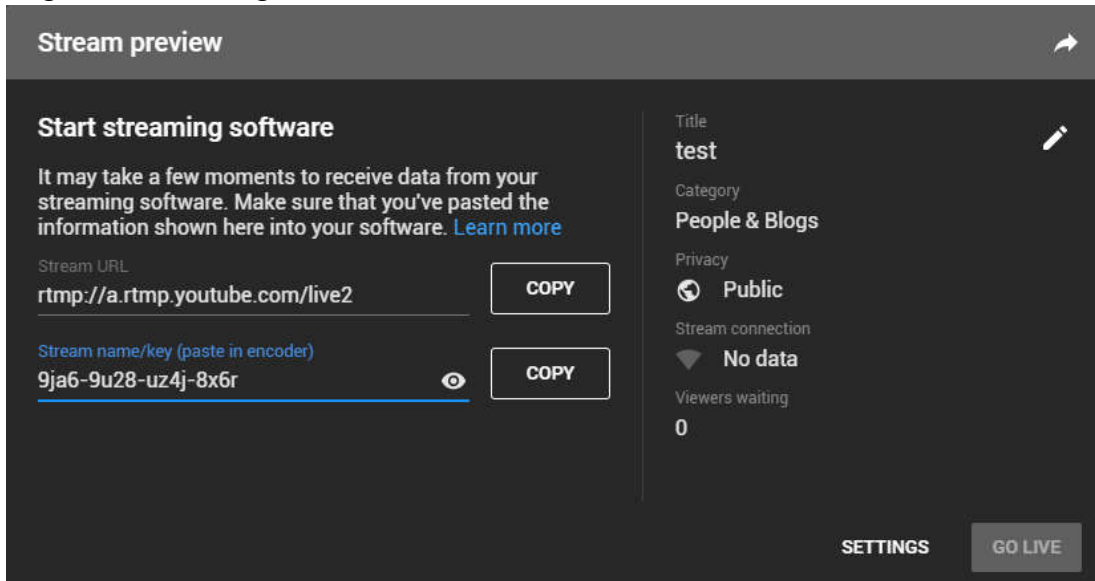 Stream preview
Start streaming software
It may take a few moments to receive data from your
streaming software. Make sure that you've pasted the
information shown here into your software. Learn more
Stream URL
rtmp://a.rtmp.youtube.com/live2
COPY
Stream name/key (paste in encoder)
9ja6-9u28-uz4j-8x6r
COPY
Title
test
Category
People & Blogs
Privacy
Public
Stream connection
No data
Viewers waiting
0
SETTINGS
GO LIVE